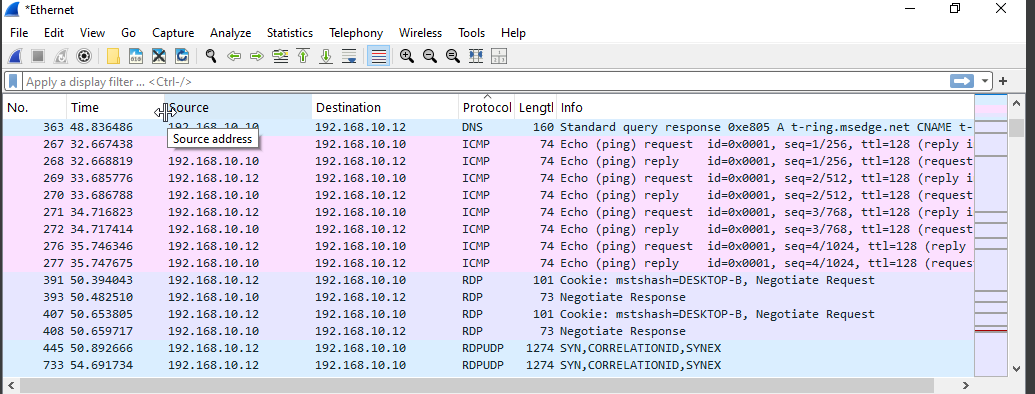 *Ethernet
File Edit View Go Capture Analyze Statistics Telephony Wireless Tools Help
Apply a display filter ... <Ctrl-/>
No. Time Source Destination Protocol Lengtl Info
363 48.836486 192.168.10.10 192.168.10.12 DNS 160 Standard query response 0xe805 A t-ring.msedge.net CNAME t-
267 32.667438 192.168.10.10 ICMP 74 Echo (ping) request id=0x0001, seq=1/256, ttl=128 (reply i
Source address
268 32.668819 192.168.10.10 192.168.10.12 ICMP 74 Echo (ping) reply id=0x0001, seq=1/256, ttl=128 (request
269 33.685776 192.168.10.12 192.168.10.10 ICMP 74 Echo (ping) request id=0x0001, seq=2/512, ttl=128 (reply i
270 33.686788 192.168.10.10 192.168.10.12 ICMP 74 Echo (ping) reply id=0x0001, seq=2/512, ttl=128 (request
271 34.716823 192.168.10.12 192.168.10.10 ICMP 74 Echo (ping) request id=0x0001, seq=3/768, ttl=128 (reply i
272 34.717414 192.168.10.10 192.168.10.12 ICMP 74 Echo (ping) reply id=0x0001, seq=3/768, ttl=128 (request
276 35.746346 192.168.10.12 192.168.10.10 ICMP 74 Echo (ping) request id=0x0001, seq=4/1024, ttl=128 (reply
277 35.747675 192.168.10.10 192.168.10.12 ICMP 74 Echo (ping) reply id=0x0001, seq=4/1024, ttl=128 (reques
391 50.394043 192.168.10.12 192.168.10.10 RDP 101 Cookie: mstshash=DESKTOP-B, Negotiate Request
393 50.482510 192.168.10.10 192.168.10.12 RDP 73 Negotiate Response
407 50.653805 192.168.10.12 192.168.10.10 RDP 101 Cookie: mstshash=DESKTOP-B, Negotiate Request
408 50.659717 192.168.10.10 192.168.10.12 RDP 73 Negotiate Response
445 50.892666 192.168.10.12 192.168.10.10 RDPUDP 1274 SYN,CORRELATIONID,SYNEX
733 54.691734 192.168.10.12 192.168.10.10 RDPUDP 1274 SYN,CORRELATIONID,SYNEX